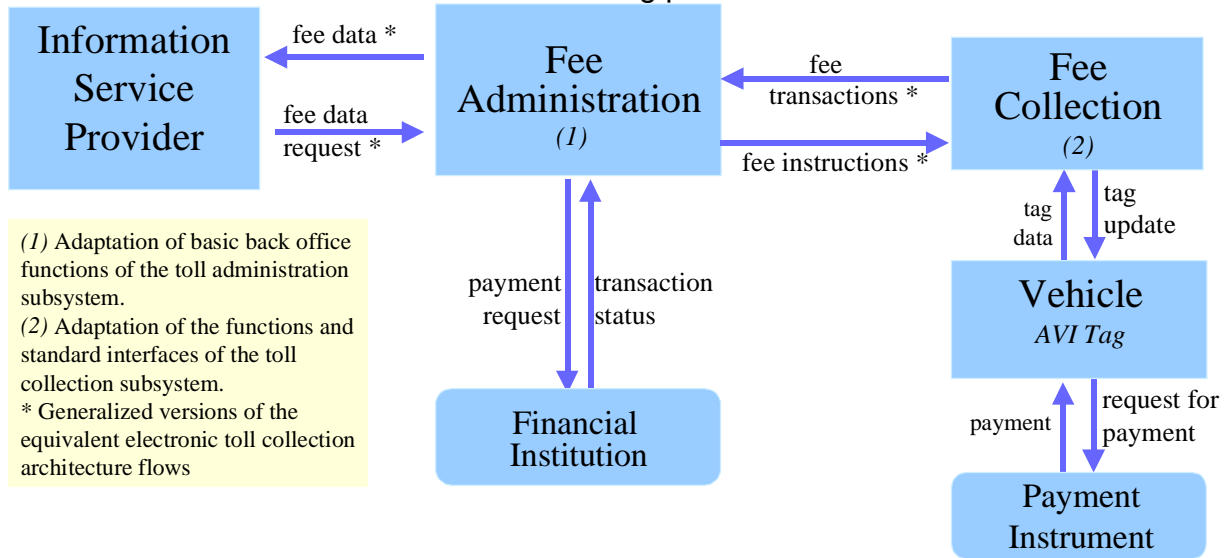 Information
Service
Provider
fee data *
fee data
request *
Fee
Administration
(1)
fee
transactions *
fee instructions *
Fee
Collection
(2)
tag
data
tag
update
(1) Adaptation of basic back office
functions of the toll administration
subsystem.
(2) Adaptation of the functions and
standard interfaces of the toll
collection subsystem.
* Generalized versions of the
equivalent electronic toll collection
architecture flows
payment
request
transaction
status
Vehicle
AVI Tag
Financial
Institution
payment
request for
payment
Payment
Instrument